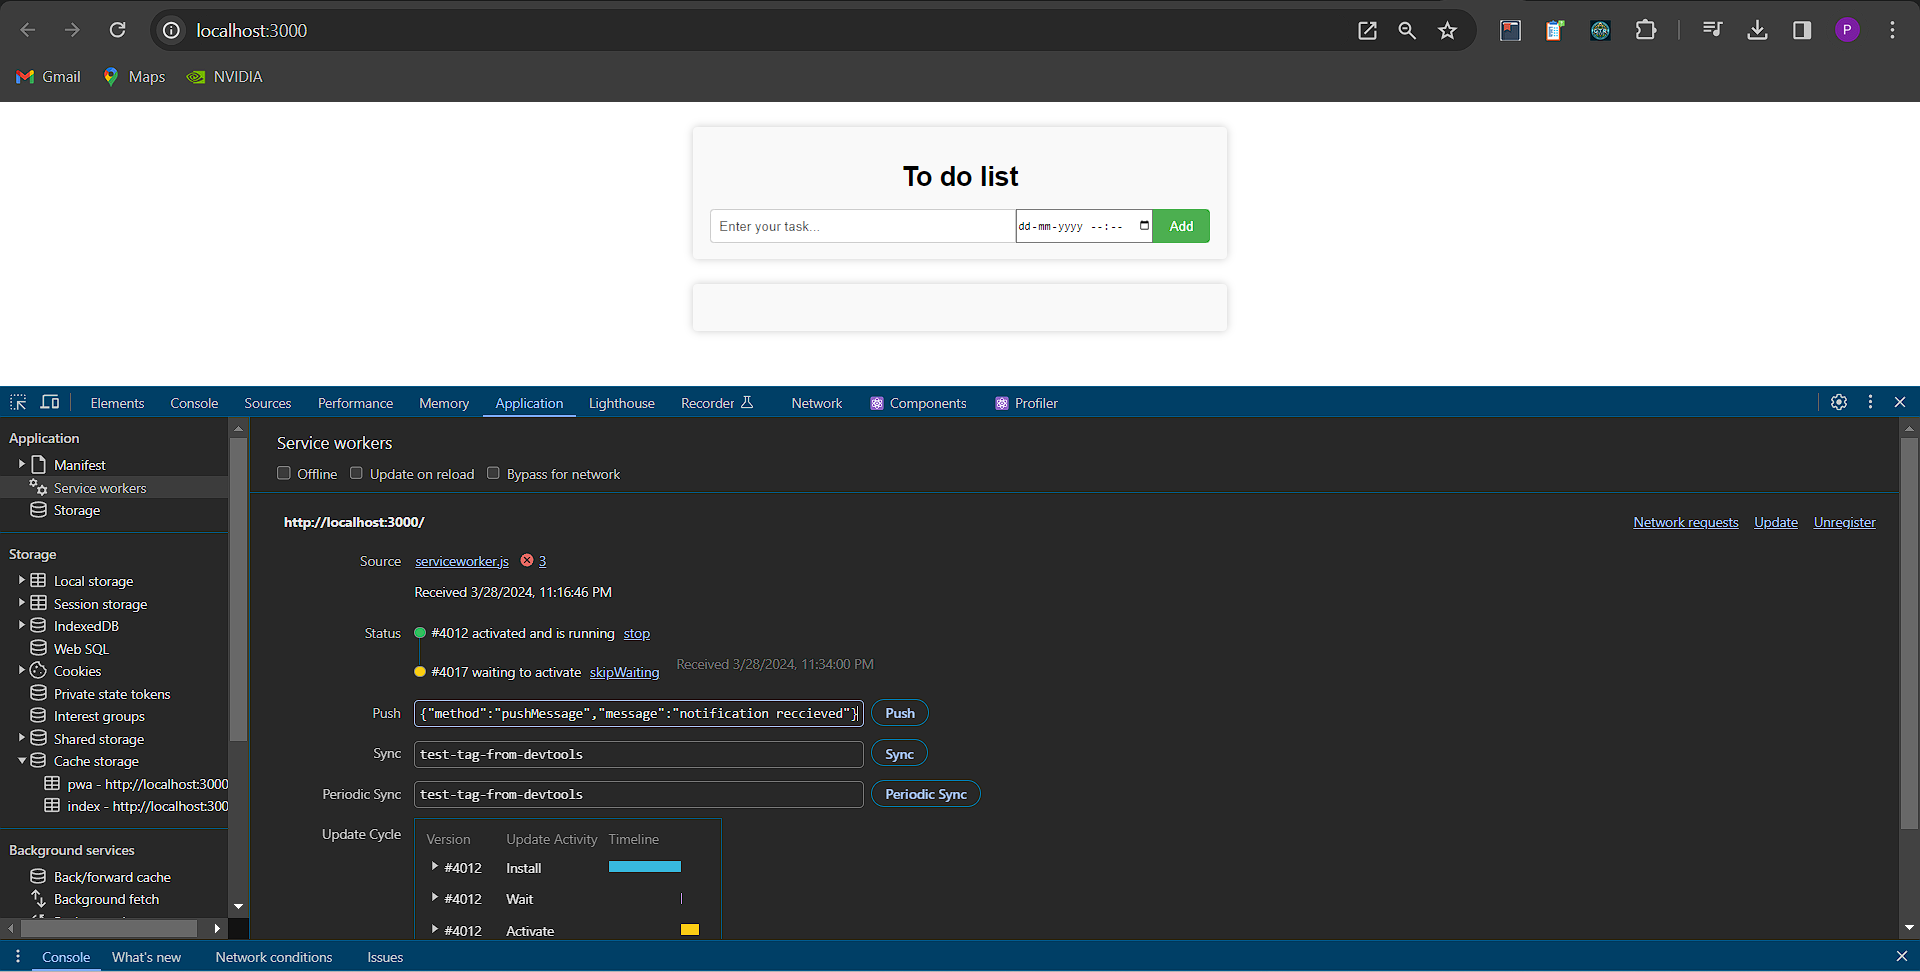 localhost:3000
P
Gmail Maps NVIDIA
To do list
Enter your task... dd-mm-yyyy --:-- Add
Elements Console Sources Performance Memory Application Lighthouse Recorder Network Components Profiler
Application
Manifest
Service workers
Storage
Storage
Local storage
Session storage
IndexedDB
Web SQL
Cookies
Private state tokens
Interest groups
Shared storage
Cache storage
pwa - http://localhost:3000
index - http://localhost:300
Background services
Back/forward cache
Background fetch
Service workers
Offline Update on reload Bypass for network
http://localhost:3000/ Network requests Update Unregister
Source serviceworker.js 3
Received 3/28/2024, 11:16:46 PM
Status #4012 activated and is running stop
#4017 waiting to activate skipWaiting Received 3/28/2024, 11:34:00 PM
Push {"method":"pushMessage","message":"notification reccieved"} Push
Sync test-tag-from-devtools Sync
Periodic Sync test-tag-from-devtools Periodic Sync
Update Cycle Version Update Activity Timeline
#4012 Install
#4012 Wait
#4012 Activate
Console What's new Network conditions Issues